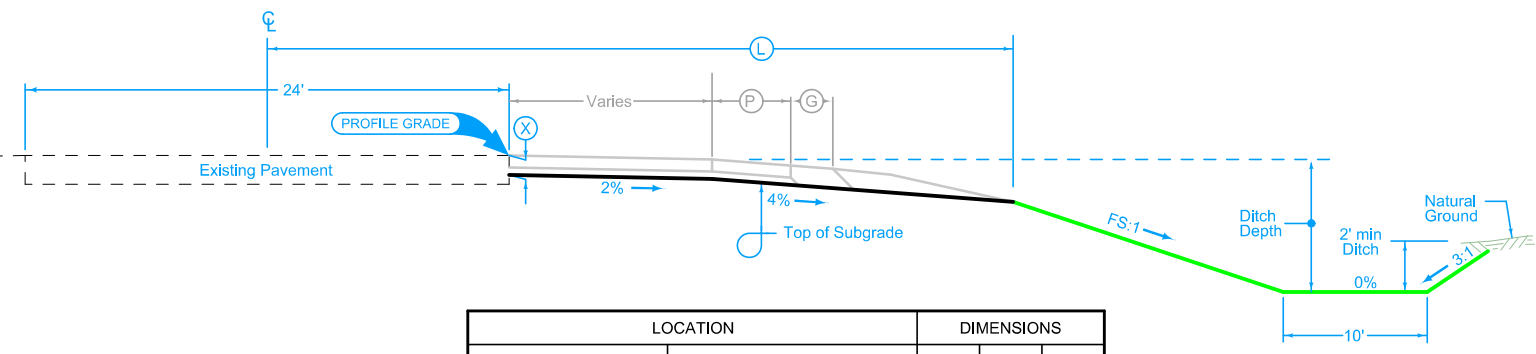 ℄
L
24'
Varies
P
G
PROFILE GRADE
X
Existing Pavement
2%
4%
Top of Subgrade
FS:1
Ditch
Depth
2' min
Ditch
Natural
Ground
3:1
0%
10'
LOCATION DIMENSIONS